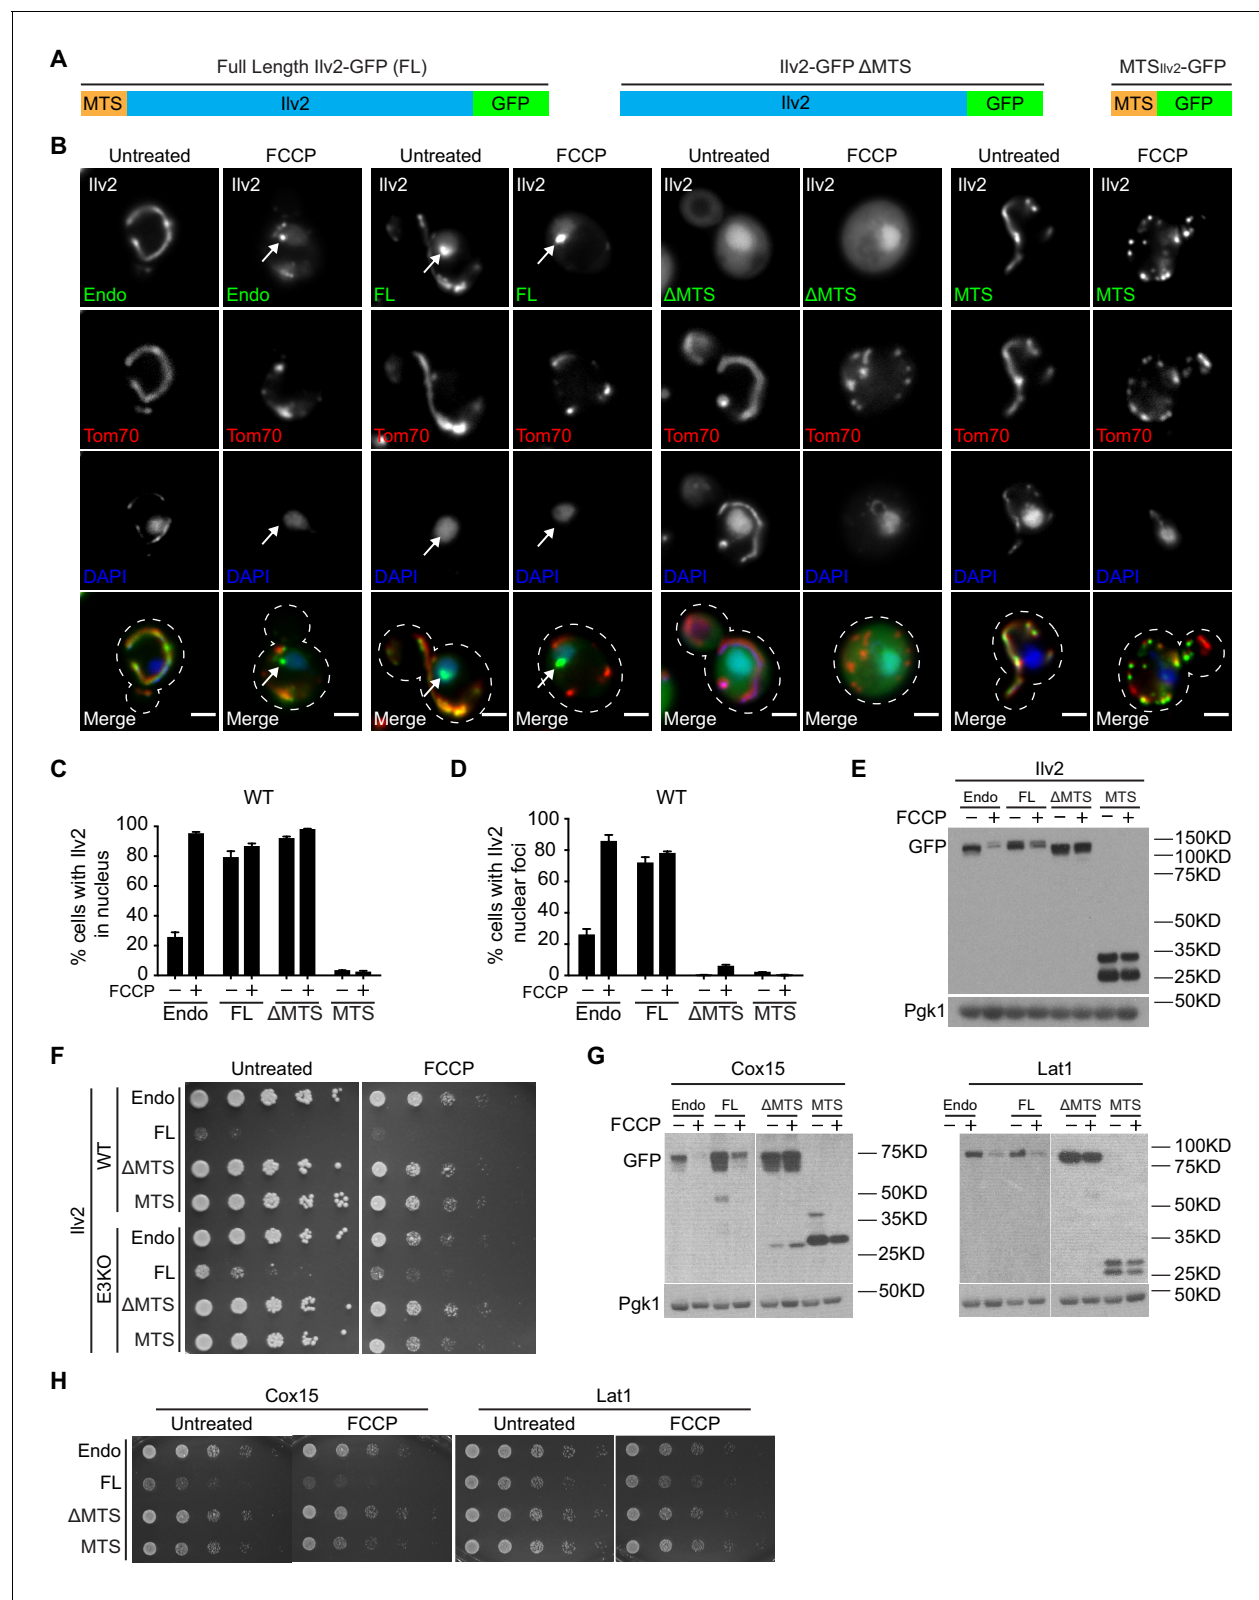 A
Full Length Ilv2-GFP (FL)
Ilv2-GFP ΔMTS
MTSIlv2-GFP
MTS Ilv2 GFP
Ilv2 GFP
MTS GFP
B
Untreated FCCP Untreated FCCP Untreated FCCP Untreated FCCP
Ilv2 Ilv2 Ilv2 Ilv2 Ilv2 Ilv2 Ilv2 Ilv2
Endo Endo FL FL ΔMTS ΔMTS MTS MTS
Tom70 Tom70 Tom70 Tom70 Tom70 Tom70 Tom70 Tom70
DAPI DAPI DAPI DAPI DAPI DAPI DAPI DAPI
Merge Merge Merge Merge Merge Merge Merge Merge
C
WT
% cells with Ilv2
in nucleus
100
80
60
40
20
0
FCCP − + − + − + − +
Endo FL ΔMTS MTS
D
WT
% cells with Ilv2
nuclear foci
100
80
60
40
20
0
FCCP − + − + − + − +
Endo FL ΔMTS MTS
E
Ilv2
Endo FL ΔMTS MTS
FCCP − + − + − + − +
GFP
150KD
100KD
75KD
50KD
35KD
25KD
50KD
Pgk1
F
Untreated FCCP
Ilv2
WT
Endo
FL
ΔMTS
MTS
E3KO
Endo
FL
ΔMTS
MTS
G
Cox15
Endo FL ΔMTS MTS
FCCP − + − + − + − +
GFP
75KD
50KD
35KD
25KD
50KD
Pgk1
Lat1
Endo FL ΔMTS MTS
− + − + − + − +
100KD
75KD
50KD
35KD
25KD
50KD
H
Cox15 Lat1
Untreated FCCP Untreated FCCP
Endo
FL
ΔMTS
MTS